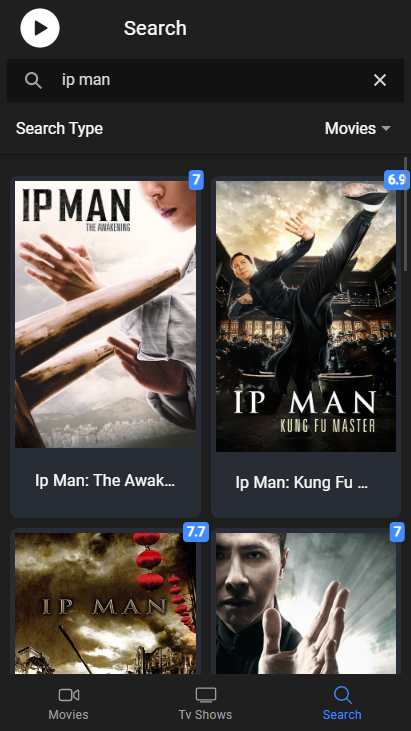 Search
ip man
Search Type
Movies
7
6.9
IP MAN
THE AWAKENING
IP MAN
KUNG FU MASTER
Ip Man: The Awak...
Ip Man: Kung Fu ...
7.7
7
IP MAN
Movies
Tv Shows
Search